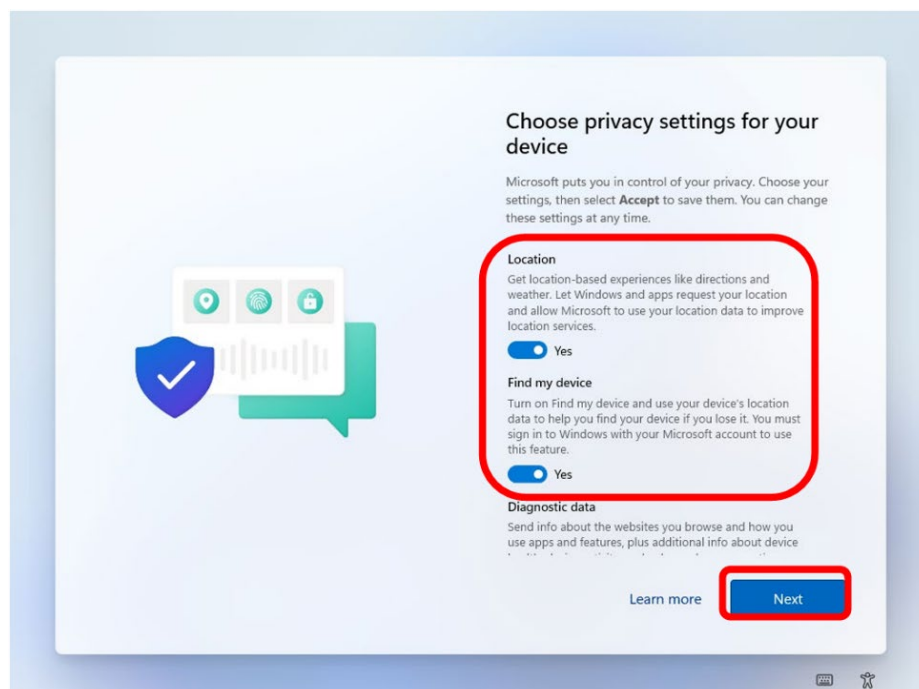 Choose privacy settings for your
device
Microsoft puts you in control of your privacy. Choose your
settings, then select Accept to save them. You can change
these settings at any time.
Location
Get location-based experiences like directions and
weather. Let Windows and apps request your location
and allow Microsoft to use your location data to improve
location services.
Yes
Find my device
Turn on Find my device and use your device's location
data to help you find your device if you lose it. You must
sign in to Windows with your Microsoft account to use
this feature.
Yes
Diagnostic data
Send info about the websites you browse and how you
use apps and features, plus additional info about device
Learn more
Next